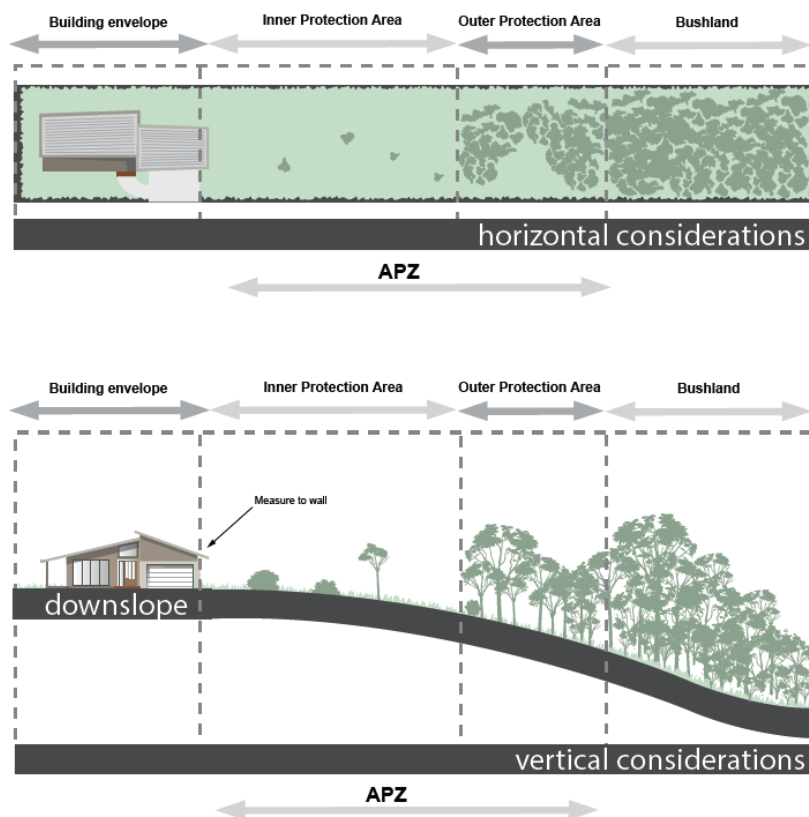 Building envelope
Inner Protection Area
Outer Protection Area
Bushland
horizontal considerations
APZ
Building envelope
Inner Protection Area
Outer Protection Area
Bushland
Measure to wall
downslope
vertical considerations
APZ